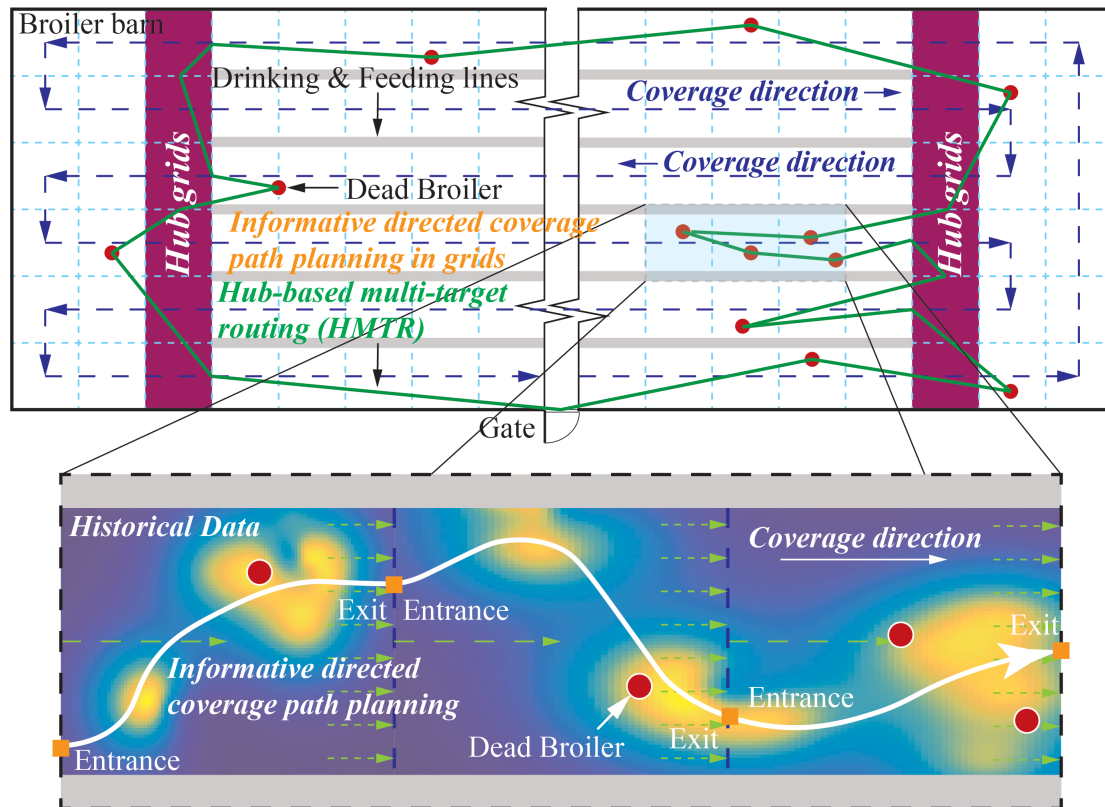 Broiler barn
Drinking & Feeding lines
Coverage direction
Coverage direction
Hub grids
Hub grids
Dead Broiler
Informative directed coverage
path planning in grids
Hub-based multi-target
routing (HMTR)
Gate
Historical Data
Coverage direction
Exit
Entrance
Exit
Informative directed
coverage path planning
Entrance
Entrance
Dead Broiler
Exit